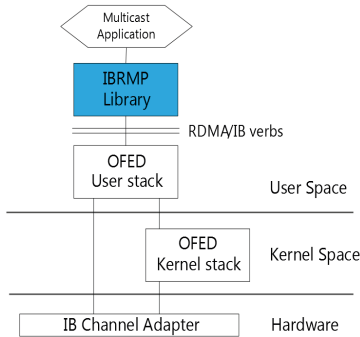 Multicast
Application
IBRMP
Library
RDMA/IB verbs
OFED
User stack
User Space
OFED
Kernel stack
Kernel Space
IB Channel Adapter
Hardware